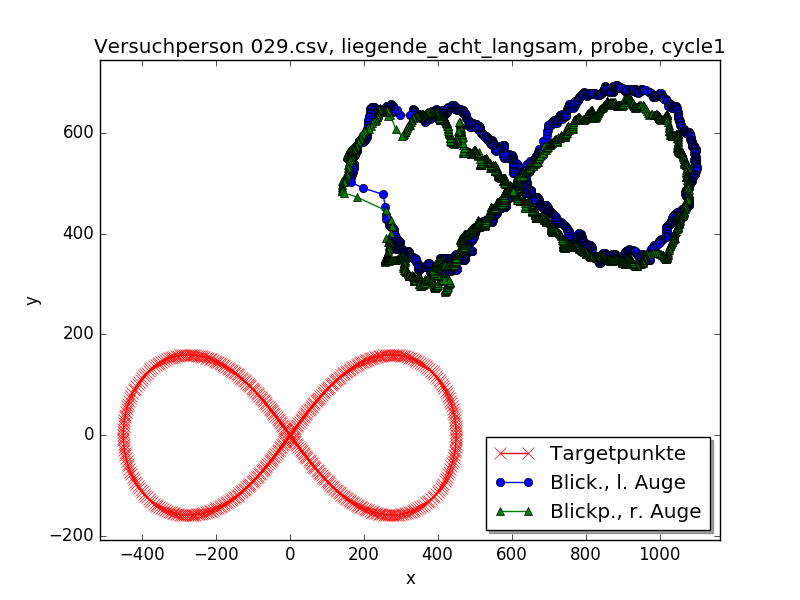 Versuchperson 029.csv, liegende_acht_langsam, probe, cycle1
y
600
400
200
0
−200
Targetpunkte
Blick., l. Auge
Blickp., r. Auge
−400 −200 0 200 400 600 800 1000
x